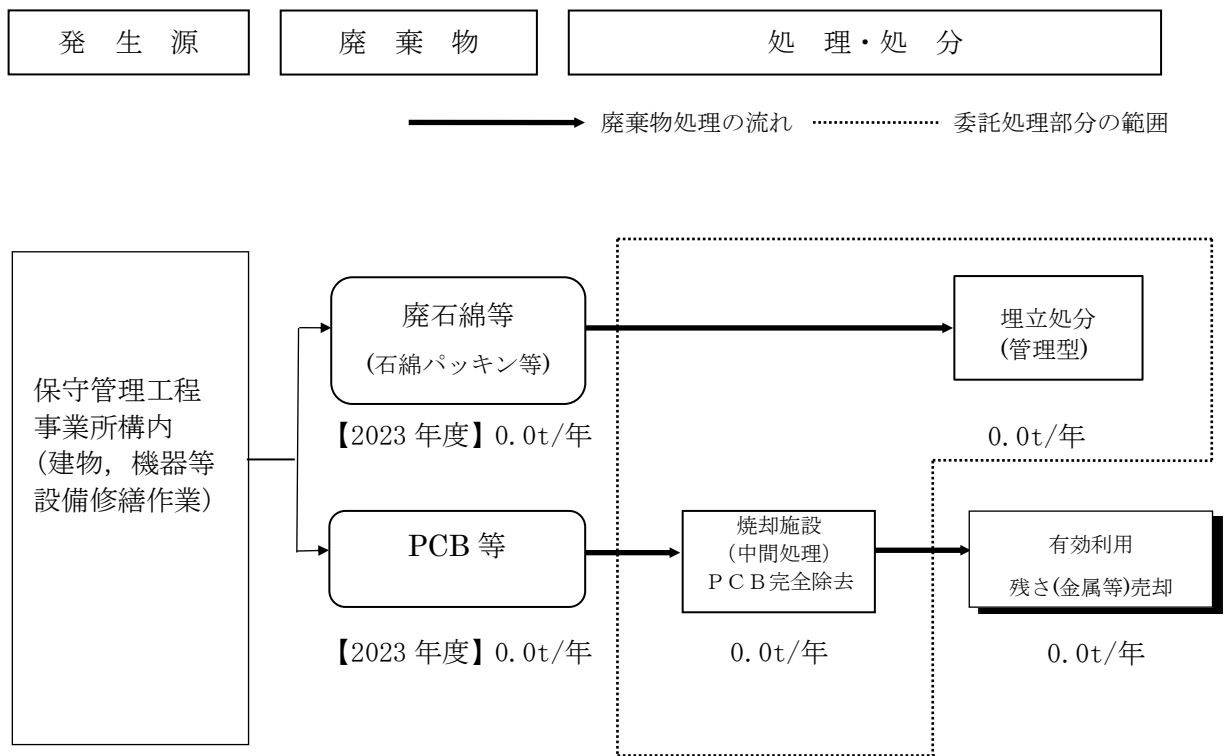 発 生 源
廃 棄 物
処 理・処 分
廃棄物処理の流れ
委託処理部分の範囲
保守管理工程
事業所構内
(建物，機器等
設備修繕作業)
廃石綿等
(石綿パッキン等)
【2023 年度】0.0t/年
埋立処分
(管理型)
0.0t/年
PCB 等
【2023 年度】0.0t/年
焼却施設
（中間処理）
ＰＣＢ完全除去
0.0t/年
有効利用
残さ(金属等)売却
0.0t/年